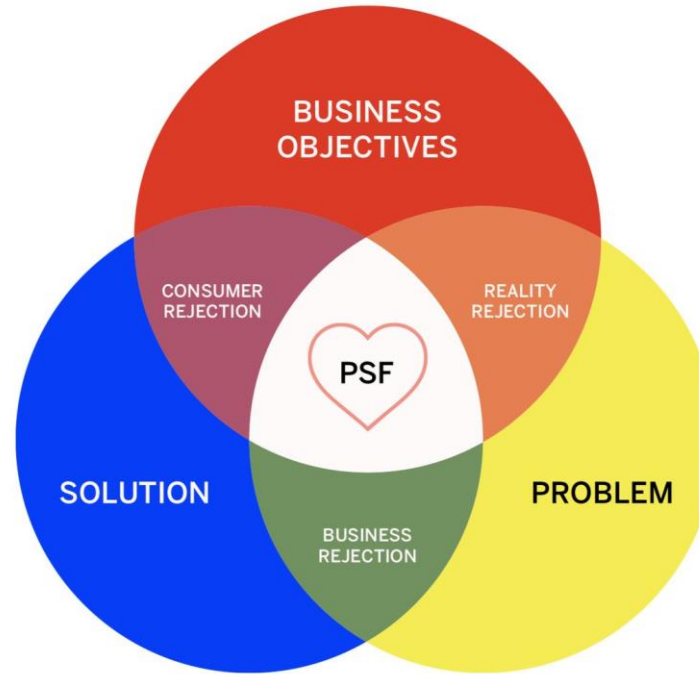 BUSINESS
OBJECTIVES
CONSUMER
REJECTION
REALITY
REJECTION
PSF
SOLUTION
PROBLEM
BUSINESS
REJECTION